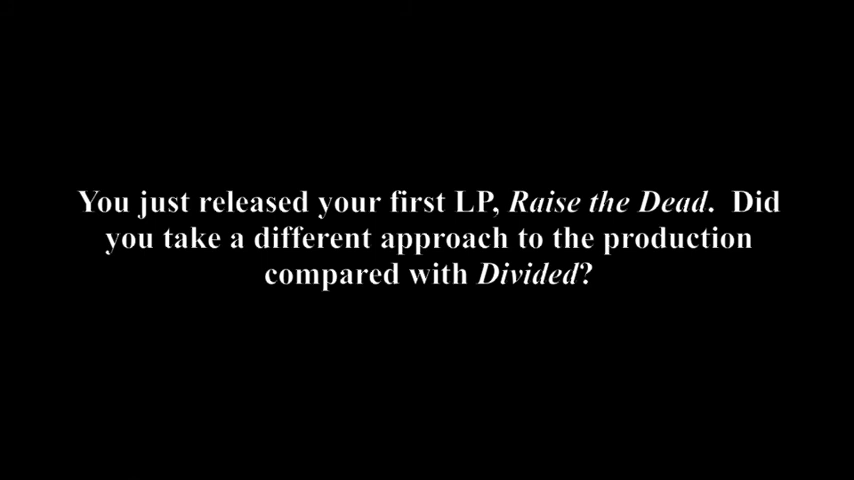 You just released your first LP, Raise the Dead.  Did
you take a different approach to the production
compared with Divided?